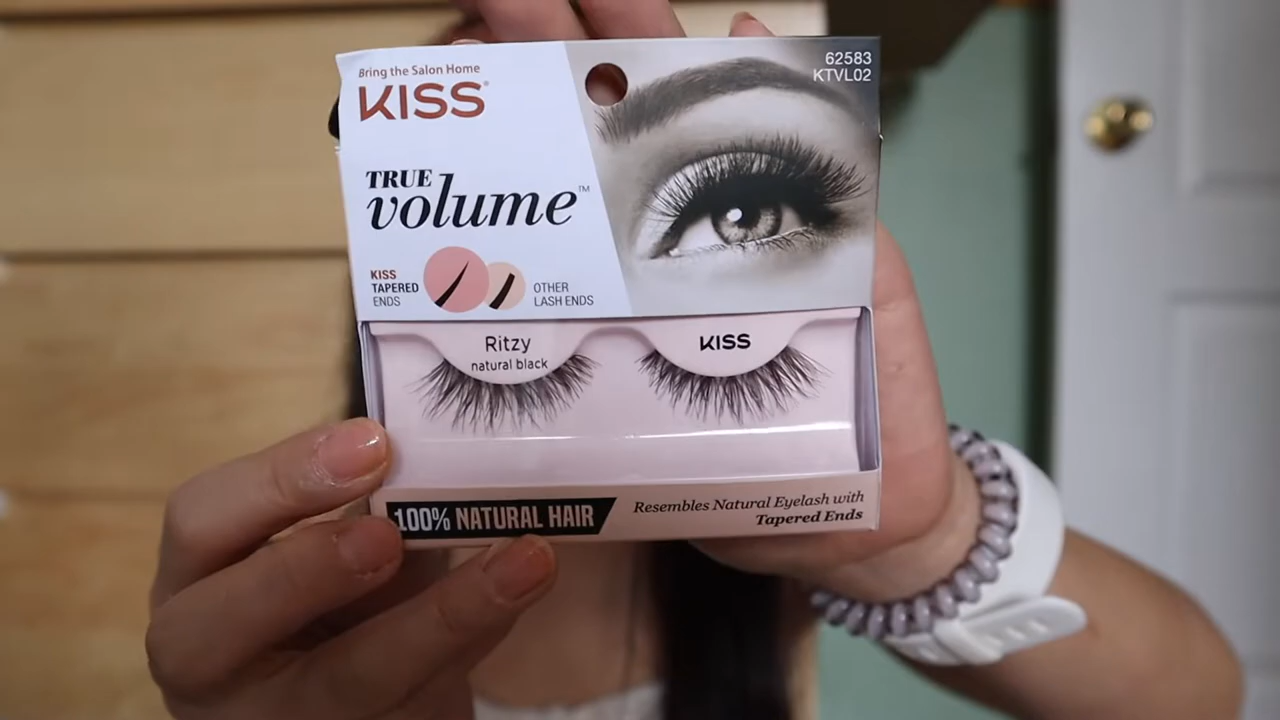 Bring the Salon Home
KISS®
62583
KTVL02
TRUE
volume™
KISS
TAPERED
ENDS
OTHER
LASH ENDS
Ritzy
natural black
KISS
100% NATURAL HAIR
Resembles Natural Eyelash with
Tapered Ends